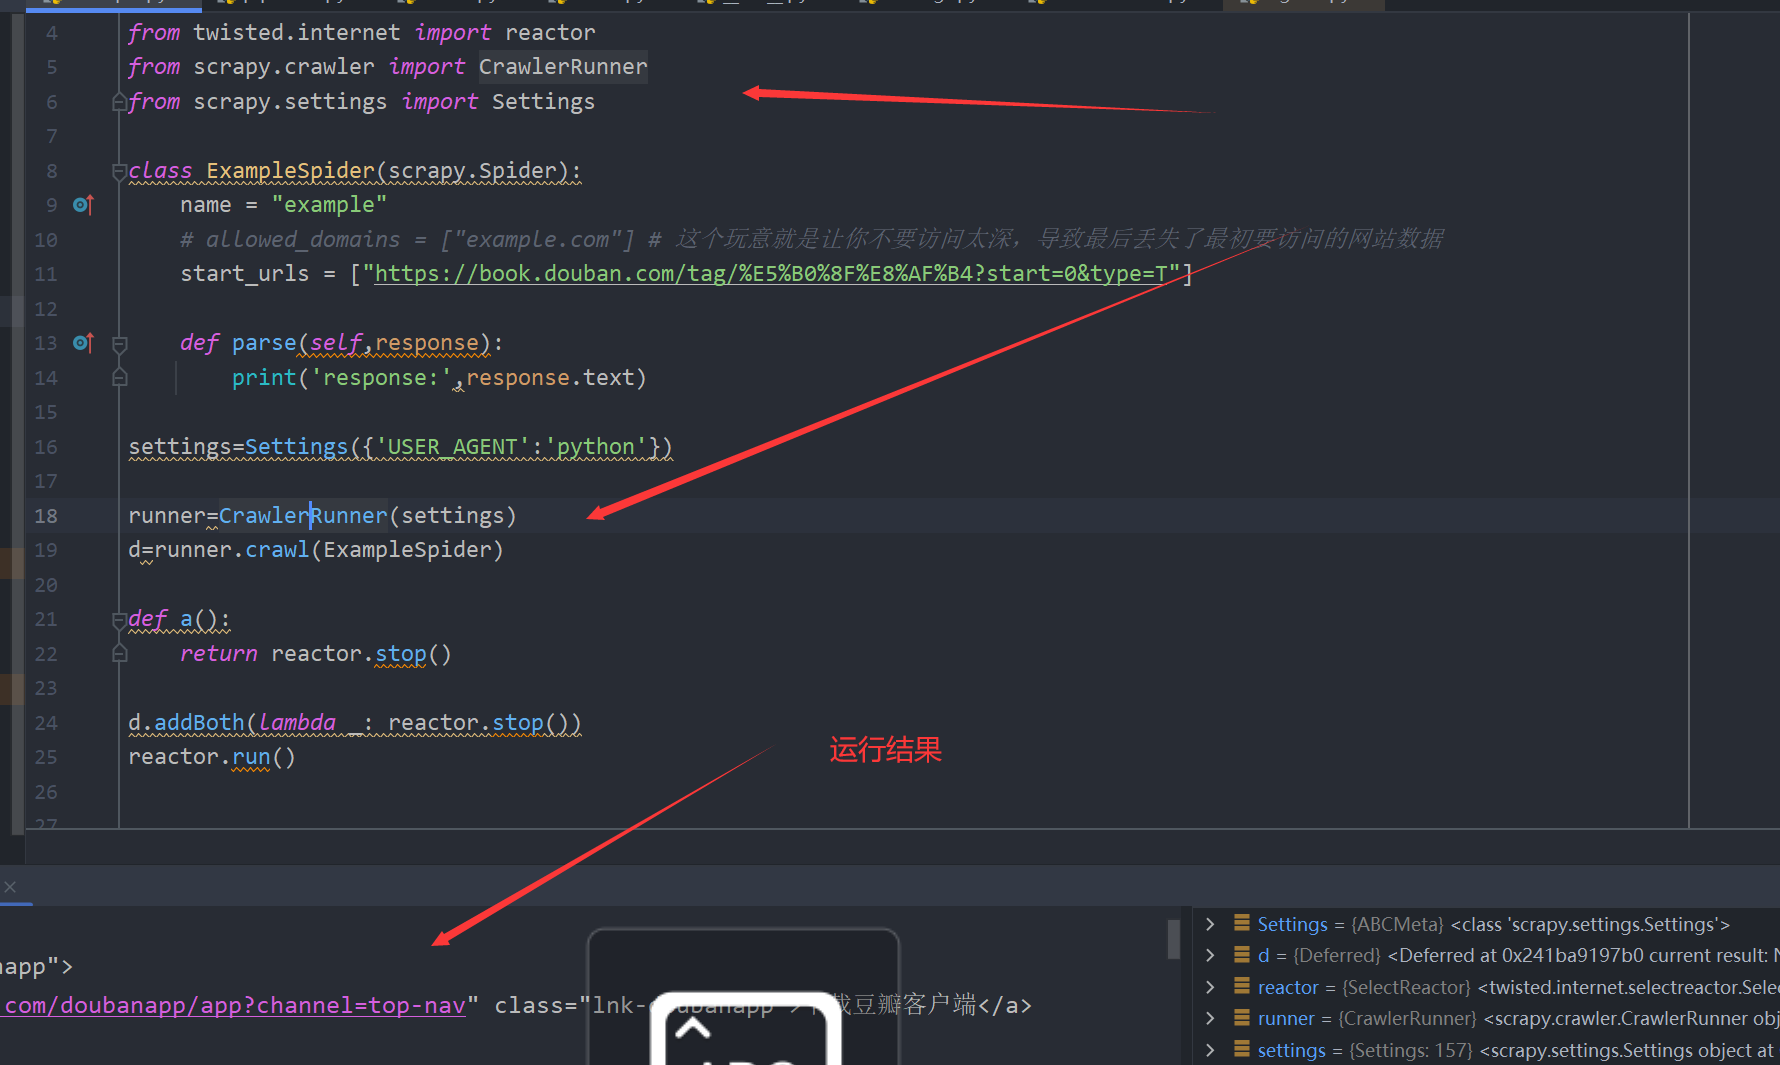 4 from twisted.internet import reactor
5 from scrapy.crawler import CrawlerRunner
6 from scrapy.settings import Settings
7
8 class ExampleSpider(scrapy.Spider):
9 name = "example"
10 # allowed_domains = ["example.com"] # 这个玩意就是让你不要访问太深，导致最后丢失了最初要访问的网站数据
11 start_urls = ["https://book.douban.com/tag/%E5%B0%8F%E8%AF%B4?start=0&type=T"]
12
13 def parse(self,response):
14 print('response:',response.text)
15
16 settings=Settings({'USER_AGENT':'python'})
17
18 runner=CrawlerRunner(settings)
19 d=runner.crawl(ExampleSpider)
20
21 def a():
22 return reactor.stop()
23
24 d.addBoth(lambda _: reactor.stop())
25 reactor.run()
26
27
运行结果
app">
.com/doubanapp/app?channel=top-nav" class="lnk-doubanapp">载豆瓣客户端</a>
Settings = {ABCMeta} <class 'scrapy.settings.Settings'>
d = {Deferred} <Deferred at 0x241ba9197b0 current result:
reactor = {SelectReactor} <twisted.internet.selectreactor.Selec
runner = {CrawlerRunner} <scrapy.crawler.CrawlerRunner obj
settings = {Settings: 157} <scrapy.settings.Settings object at